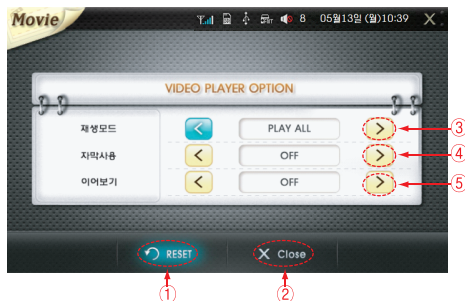 Movie 8 05월13일 (월)10:39 X
VIDEO PLAYER OPTION
재생모드 < PLAY ALL > ③
자막사용 < OFF > ④
이어보기 < OFF > ⑤
RESET X Close
① ②